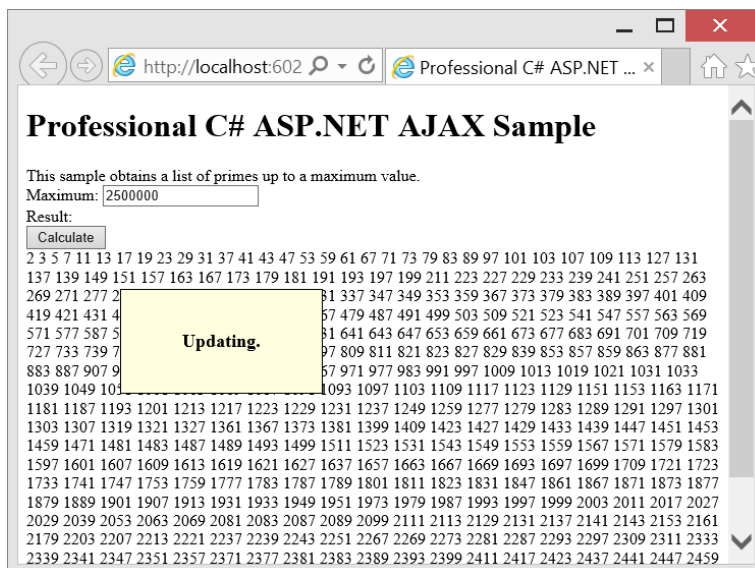 http://localhost:602
Professional C# ASP.NET ...
Professional C# ASP.NET AJAX Sample
This sample obtains a list of primes up to a maximum value.
Maximum: 2500000
Result:
Calculate
2 3 5 7 11 13 17 19 23 29 31 37 41 43 47 53 59 61 67 71 73 79 83 89 97 101 103 107 109 113 127 131
137 139 149 151 157 163 167 173 179 181 191 193 197 199 211 223 227 229 233 239 241 251 257 263
269 271 277 337 347 349 353 359 367 373 379 383 389 397 401 409
419 421 431 479 487 491 499 503 509 521 523 541 547 557 563 569
571 577 587 641 643 647 653 659 661 673 677 683 691 701 709 719
727 733 739 809 811 821 823 827 829 839 853 857 859 863 877 881
883 887 907 971 977 983 991 997 1009 1013 1019 1021 1031 1033
1039 1049 1093 1097 1103 1109 1117 1123 1129 1151 1153 1163 1171
Updating.
1181 1187 1193 1201 1213 1217 1223 1229 1231 1237 1249 1259 1277 1279 1283 1289 1291 1297 1301
1303 1307 1319 1321 1327 1361 1367 1373 1381 1399 1409 1423 1427 1429 1433 1439 1447 1451 1453
1459 1471 1481 1483 1487 1489 1493 1499 1511 1523 1531 1543 1549 1553 1559 1567 1571 1579 1583
1597 1601 1607 1609 1613 1619 1621 1627 1637 1657 1663 1667 1669 1693 1697 1699 1709 1721 1723
1733 1741 1747 1753 1759 1777 1783 1787 1789 1801 1811 1823 1831 1847 1861 1867 1871 1873 1877
1879 1889 1901 1907 1913 1931 1933 1949 1951 1973 1979 1987 1993 1997 1999 2003 2011 2017 2027
2029 2039 2053 2063 2069 2081 2083 2087 2089 2099 2111 2113 2129 2131 2137 2141 2143 2153 2161
2179 2203 2207 2213 2221 2237 2239 2243 2251 2267 2269 2273 2281 2287 2293 2297 2309 2311 2333
2339 2341 2347 2351 2357 2371 2377 2381 2383 2389 2393 2399 2411 2417 2423 2437 2441 2447 2459